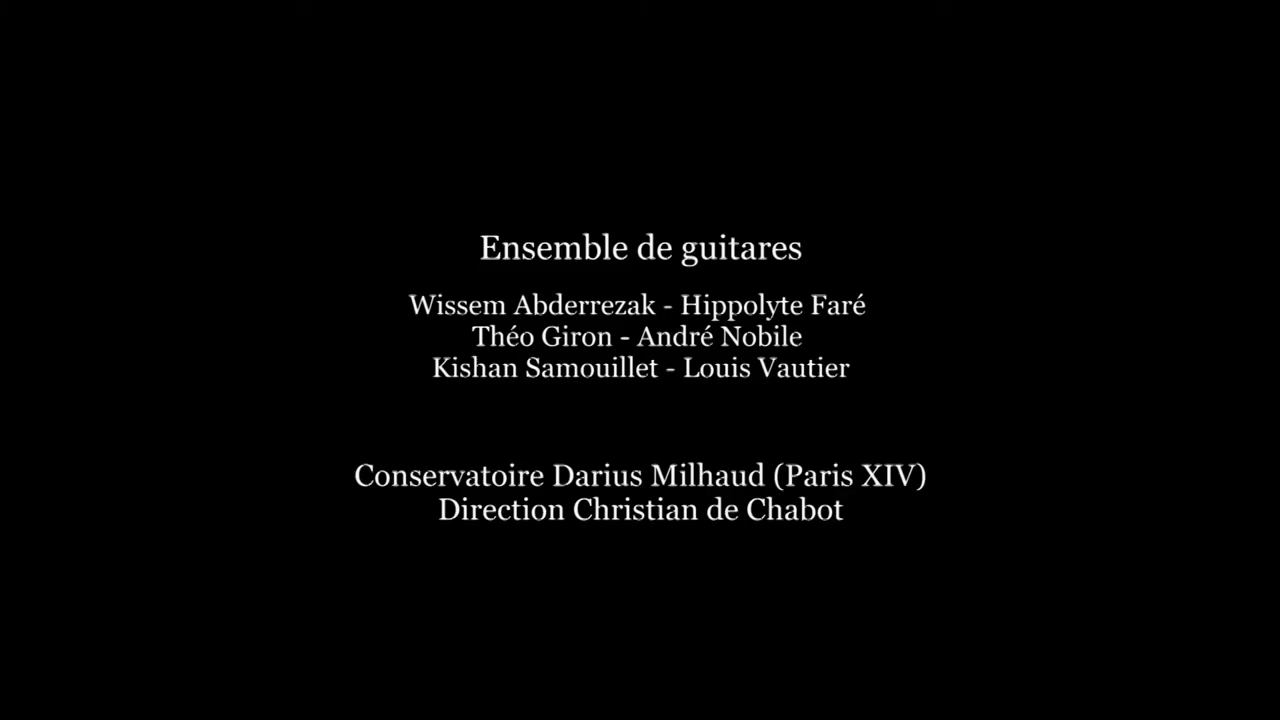 Ensemble de guitares
Wissem Abderrezak - Hippolyte Faré
Théo Giron - André Nobile
Kishan Samouillet - Louis Vautier
Conservatoire Darius Milhaud (Paris XIV)
Direction Christian de Chabot